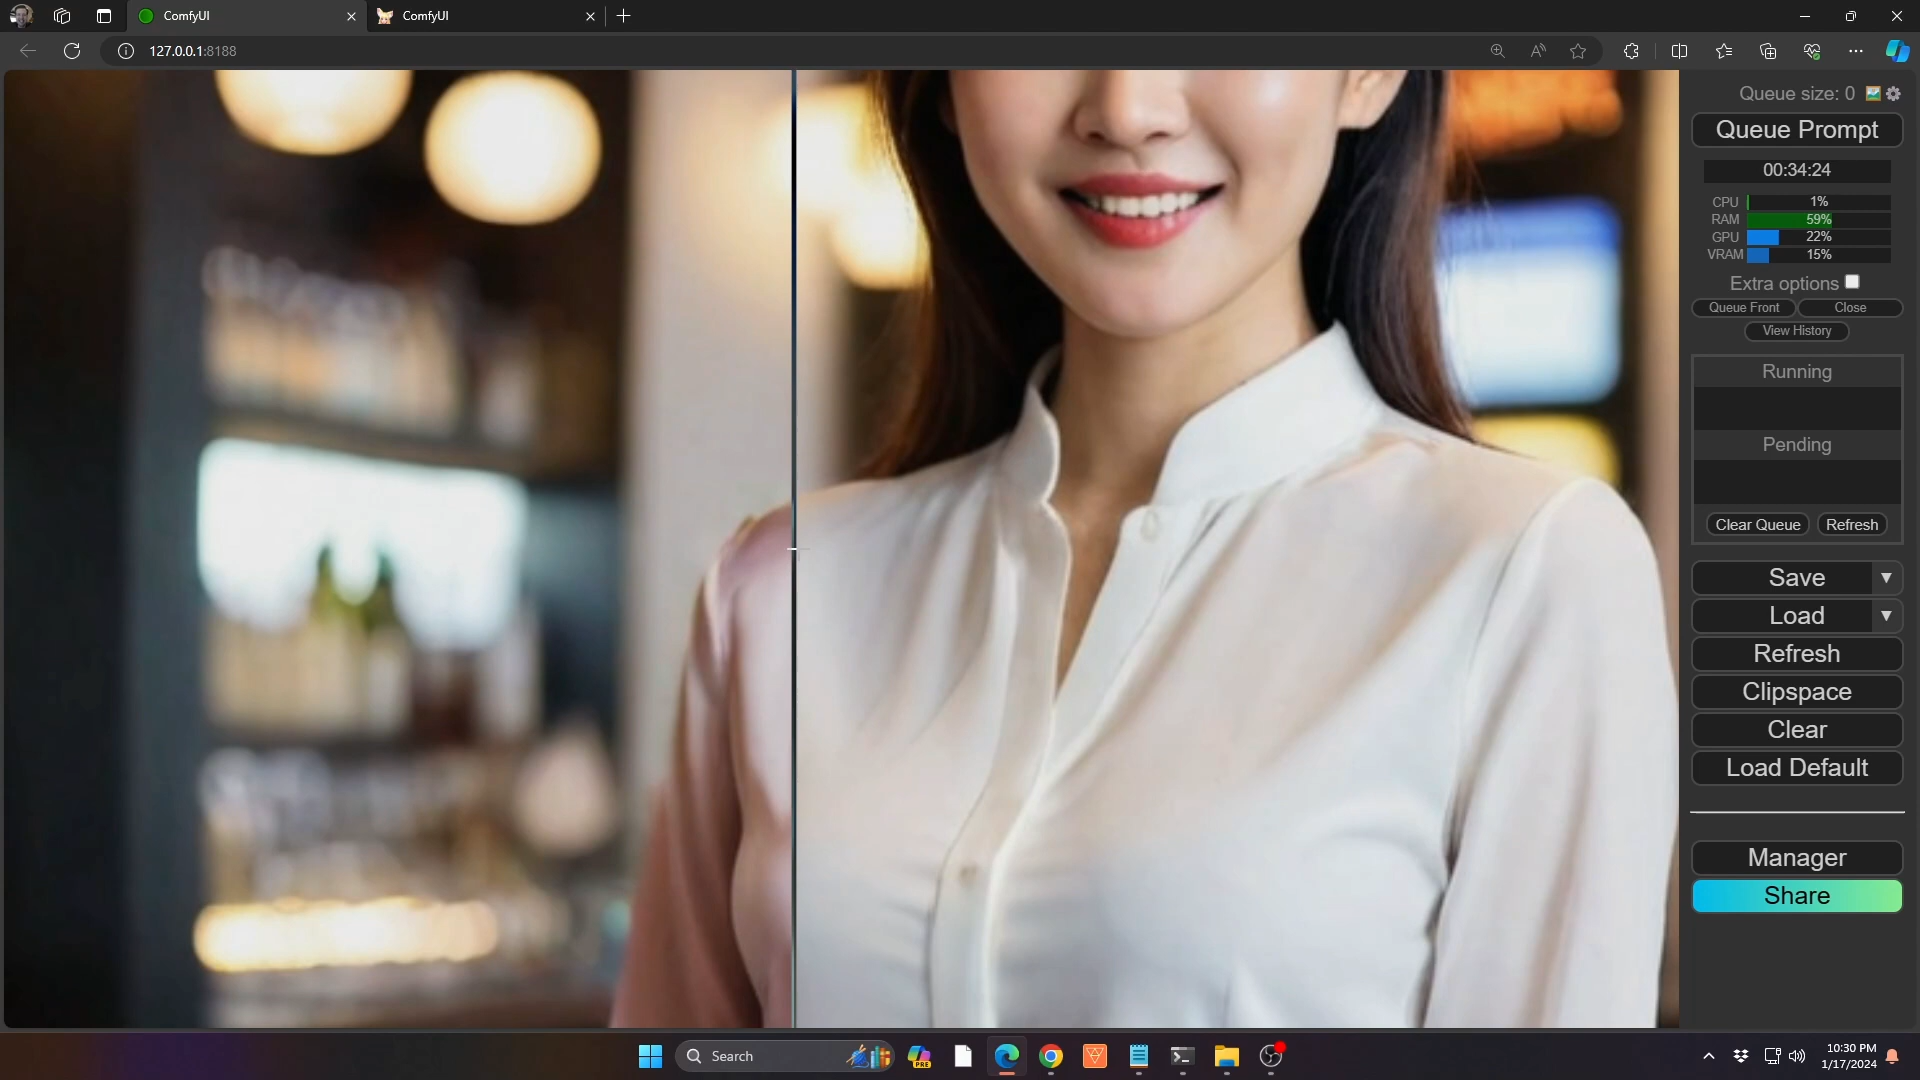 ComfyUI
ComfyUI
127.0.0.1:8188
Queue size: 0
Queue Prompt
00:34:24
CPU 1%
RAM 59%
GPU 22%
VRAM 15%
Extra options
Queue Front Close
View History
Running
Pending
Clear Queue Refresh
Save ▼
Load ▼
Refresh
Clipspace
Clear
Load Default
Manager
Share
Search
PRE
10:30 PM
1/17/2024